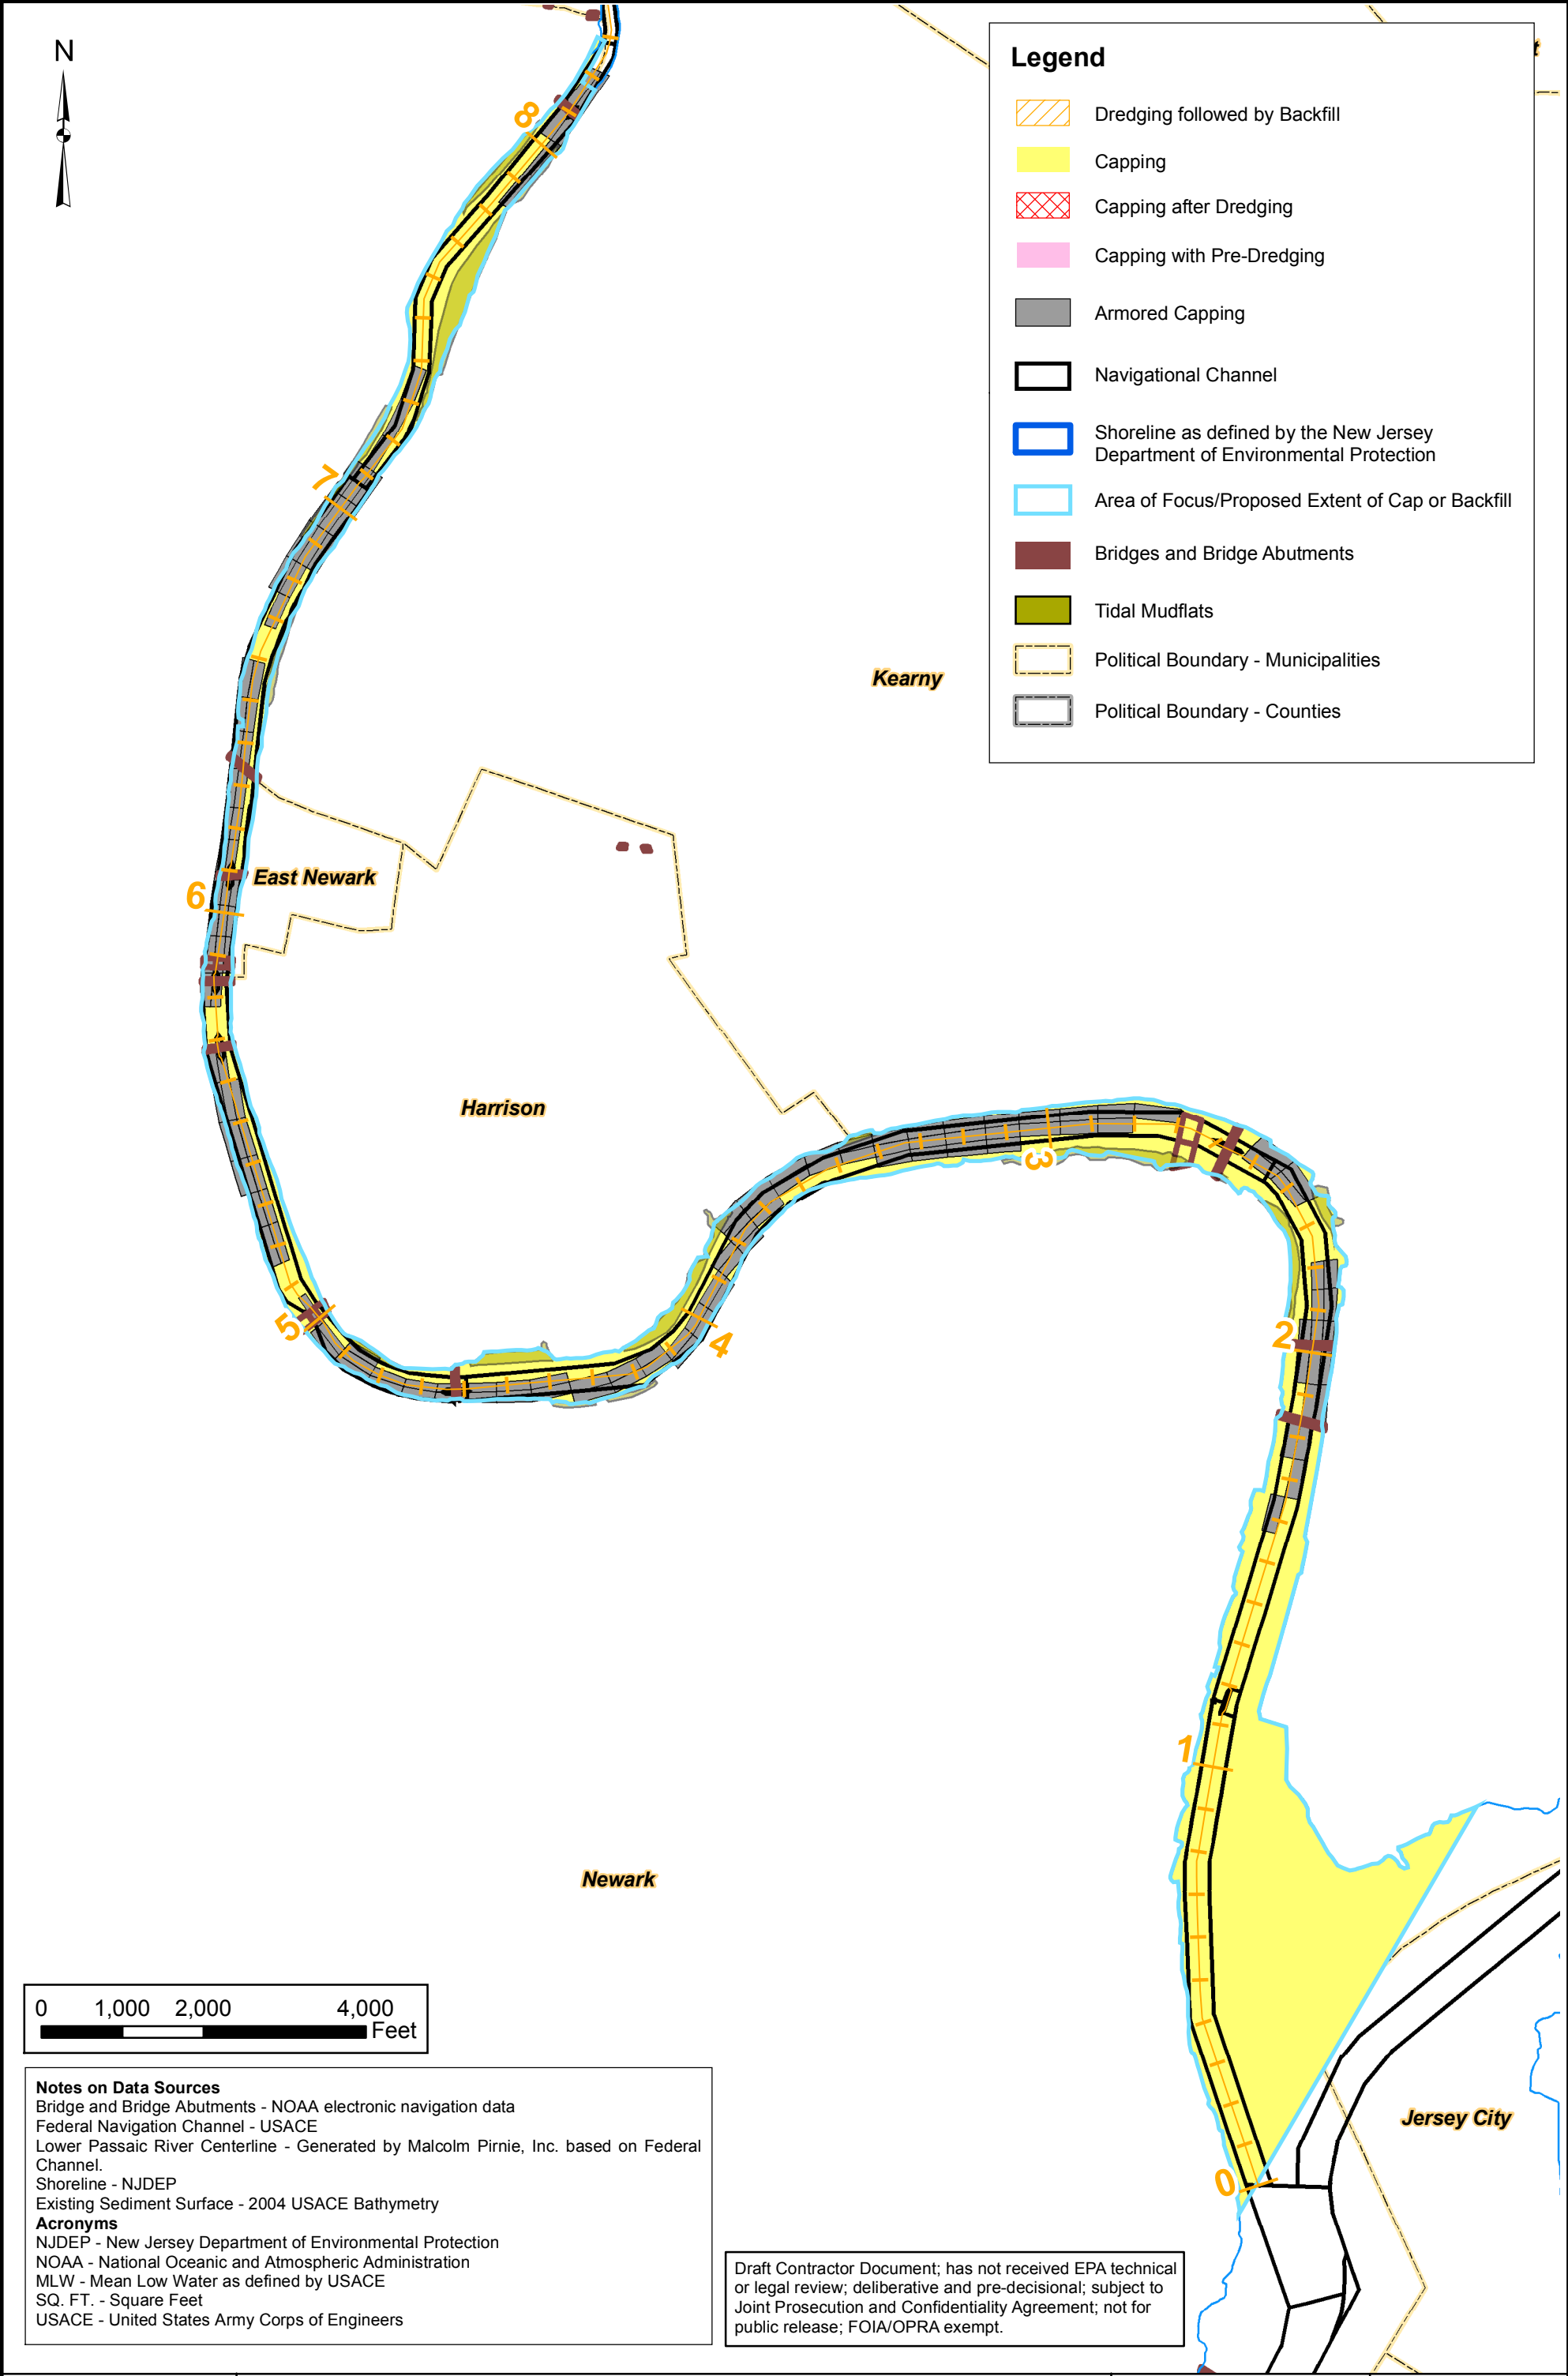 N
Legend
Dredging followed by Backfill
Capping
Capping after Dredging
Capping with Pre-Dredging
Armored Capping
Navigational Channel
Shoreline as defined by the New Jersey
Department of Environmental Protection
Area of Focus/Proposed Extent of Cap or Backfill
Bridges and Bridge Abutments
Tidal Mudflats
Political Boundary - Municipalities
Political Boundary - Counties
t
8
7
Kearny
East Newark
6
Harrison
3
5
4
2
1
Newark
Jersey City
0
0 1,000 2,000 4,000
Feet
Notes on Data Sources
Bridge and Bridge Abutments - NOAA electronic navigation data
Federal Navigation Channel - USACE
Lower Passaic River Centerline - Generated by Malcolm Pirnie, Inc. based on Federal
Channel.
Shoreline - NJDEP
Existing Sediment Surface - 2004 USACE Bathymetry
Acronyms
NJDEP - New Jersey Department of Environmental Protection
NOAA - National Oceanic and Atmospheric Administration
MLW - Mean Low Water as defined by USACE
SQ. FT. - Square Feet
USACE - United States Army Corps of Engineers
Draft Contractor Document; has not received EPA technical
or legal review; deliberative and pre-decisional; subject to
Joint Prosecution and Confidentiality Agreement; not for
public release; FOIA/OPRA exempt.